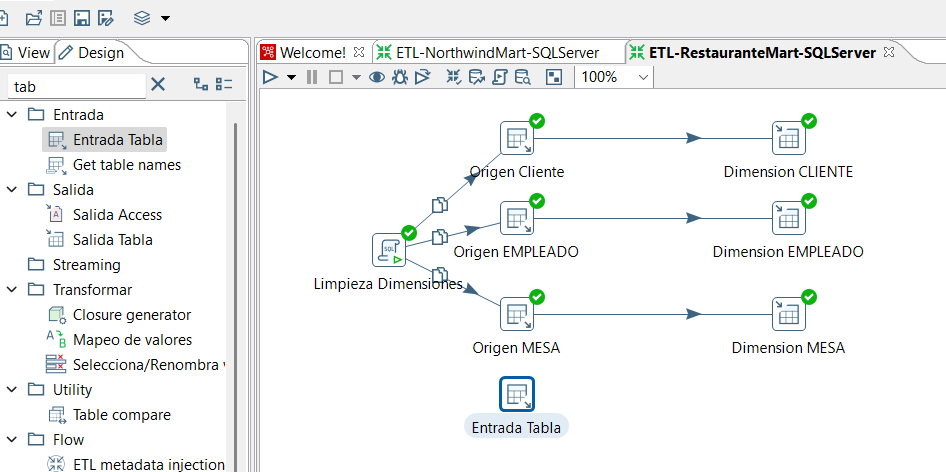 Welcome!
ETL-NorthwindMart-SQLServer
ETL-RestauranteMart-SQLServer
View
Design
100%
tab
Entrada
Entrada Tabla
Get table names
Salida
Salida Access
Salida Tabla
Streaming
Transformar
Closure generator
Mapeo de valores
Selecciona/Renombra v
Utility
Table compare
Flow
ETL metadata injection
Origen Cliente
Dimension CLIENTE
Origen EMPLEADO
Dimension EMPLEADO
SQL
Limpieza Dimensiones
Origen MESA
Dimension MESA
Entrada Tabla